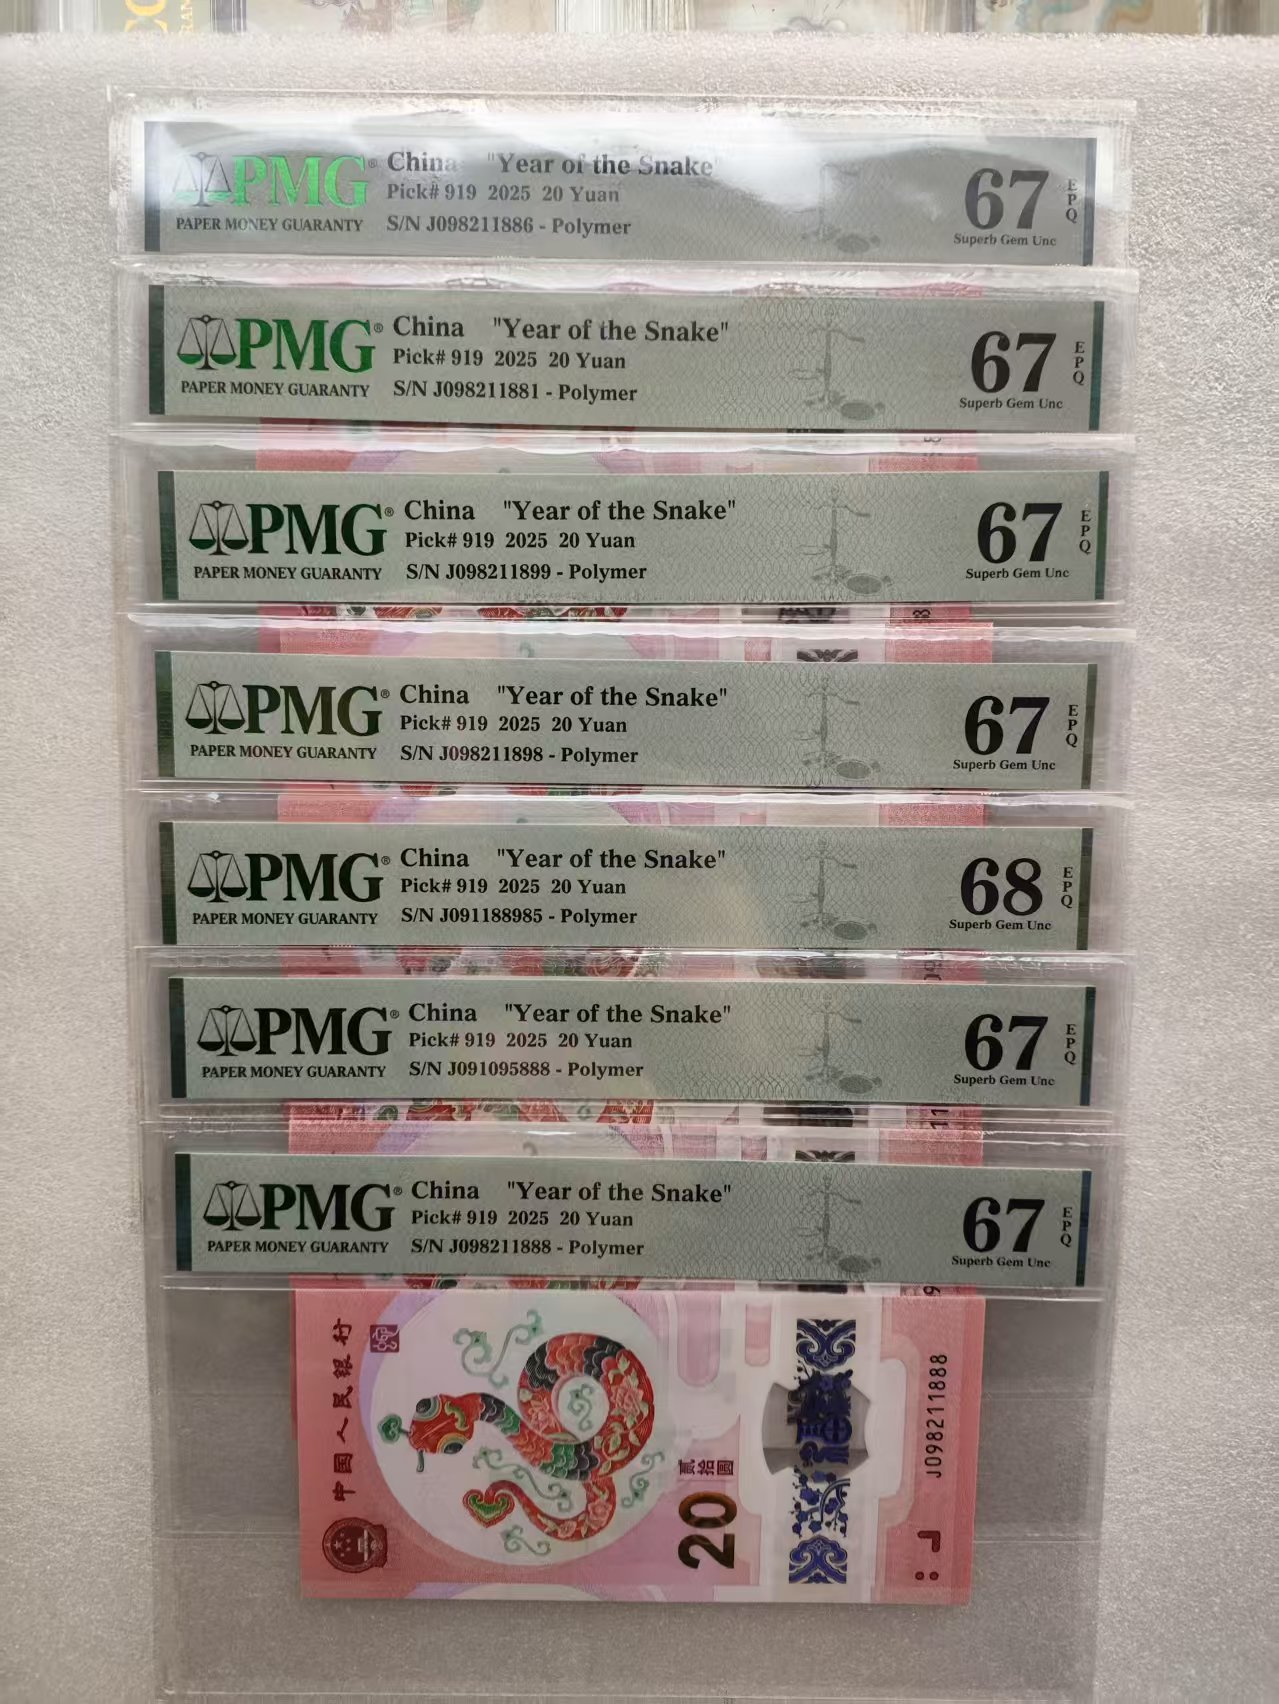 PMG® China "Year of the Snake"
Pick# 919 2025 20 Yuan
PAPER MONEY GUARANTY S/N J098211886 - Polymer
67 EPQ
Superb Gem Unc
PMG® China "Year of the Snake"
Pick# 919 2025 20 Yuan
PAPER MONEY GUARANTY S/N J098211881 - Polymer
67 EPQ
Superb Gem Unc
PMG® China "Year of the Snake"
Pick# 919 2025 20 Yuan
PAPER MONEY GUARANTY S/N J098211899 - Polymer
67 EPQ
Superb Gem Unc
PMG® China "Year of the Snake"
Pick# 919 2025 20 Yuan
PAPER MONEY GUARANTY S/N J098211898 - Polymer
67 EPQ
Superb Gem Unc
PMG® China "Year of the Snake"
Pick# 919 2025 20 Yuan
PAPER MONEY GUARANTY S/N J091188985 - Polymer
68 EPQ
Superb Gem Unc
PMG® China "Year of the Snake"
Pick# 919 2025 20 Yuan
PAPER MONEY GUARANTY S/N J091095888 - Polymer
67 EPQ
Superb Gem Unc
PMG® China "Year of the Snake"
Pick# 919 2025 20 Yuan
PAPER MONEY GUARANTY S/N J098211888 - Polymer
67 EPQ
Superb Gem Unc
中国人民银行
20
贰拾圆
J098211888